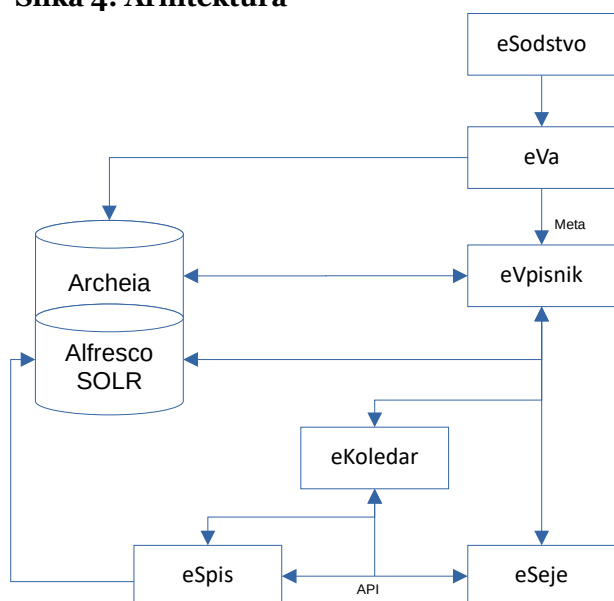 eSodstvo
eVa
Meta
Archeia
eVpisnik
Alfresco
SOLR
eKoledar
eSpis
API
eSeje